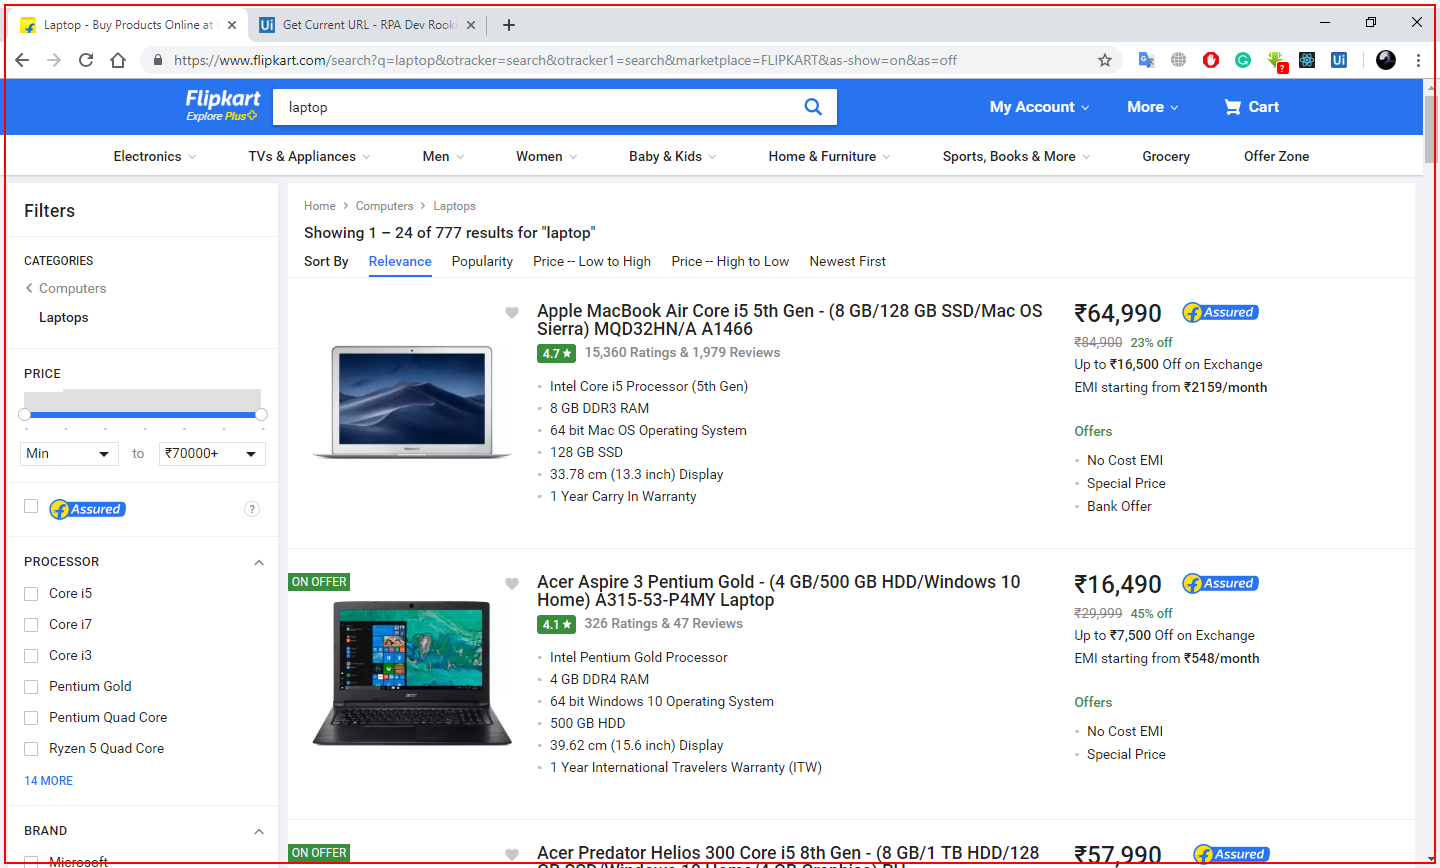 Laptop - Buy Products Online at
Get Current URL - RPA Dev Rooki
https://www.flipkart.com/search?q=laptop&otracker=search&otracker1=search&marketplace=FLIPKART&as-show=on&as=off
Flipkart
Explore Plus
laptop
My Account
More
Cart
Electronics
TVs & Appliances
Men
Women
Baby & Kids
Home & Furniture
Sports, Books & More
Grocery
Offer Zone
Filters
CATEGORIES
Computers
Laptops
PRICE
Min
to
₹70000+
Assured
?
PROCESSOR
Core i5
Core i7
Core i3
Pentium Gold
Pentium Quad Core
Ryzen 5 Quad Core
14 MORE
BRAND
Microsoft
Home
Computers
Laptops
Showing 1 – 24 of 777 results for "laptop"
Sort By
Relevance
Popularity
Price -- Low to High
Price -- High to Low
Newest First
Apple MacBook Air Core i5 5th Gen - (8 GB/128 GB SSD/Mac OS
Sierra) MQD32HN/A A1466
4.7 ★ 15,360 Ratings & 1,979 Reviews
Intel Core i5 Processor (5th Gen)
8 GB DDR3 RAM
64 bit Mac OS Operating System
128 GB SSD
33.78 cm (13.3 inch) Display
1 Year Carry In Warranty
₹64,990
Assured
₹84,900 23% off
Up to ₹16,500 Off on Exchange
EMI starting from ₹2159/month
Offers
No Cost EMI
Special Price
Bank Offer
ON OFFER
Acer Aspire 3 Pentium Gold - (4 GB/500 GB HDD/Windows 10
Home) A315-53-P4MY Laptop
4.1 ★ 326 Ratings & 47 Reviews
Intel Pentium Gold Processor
4 GB DDR4 RAM
64 bit Windows 10 Operating System
500 GB HDD
39.62 cm (15.6 inch) Display
1 Year International Travelers Warranty (ITW)
₹16,490
Assured
₹29,999 45% off
Up to ₹7,500 Off on Exchange
EMI starting from ₹548/month
Offers
No Cost EMI
Special Price
ON OFFER
Acer Predator Helios 300 Core i5 8th Gen - (8 GB/1 TB HDD/128
GB SSD/Windows 10 Home/4 GB Graphics) PH
₹57,990
Assured